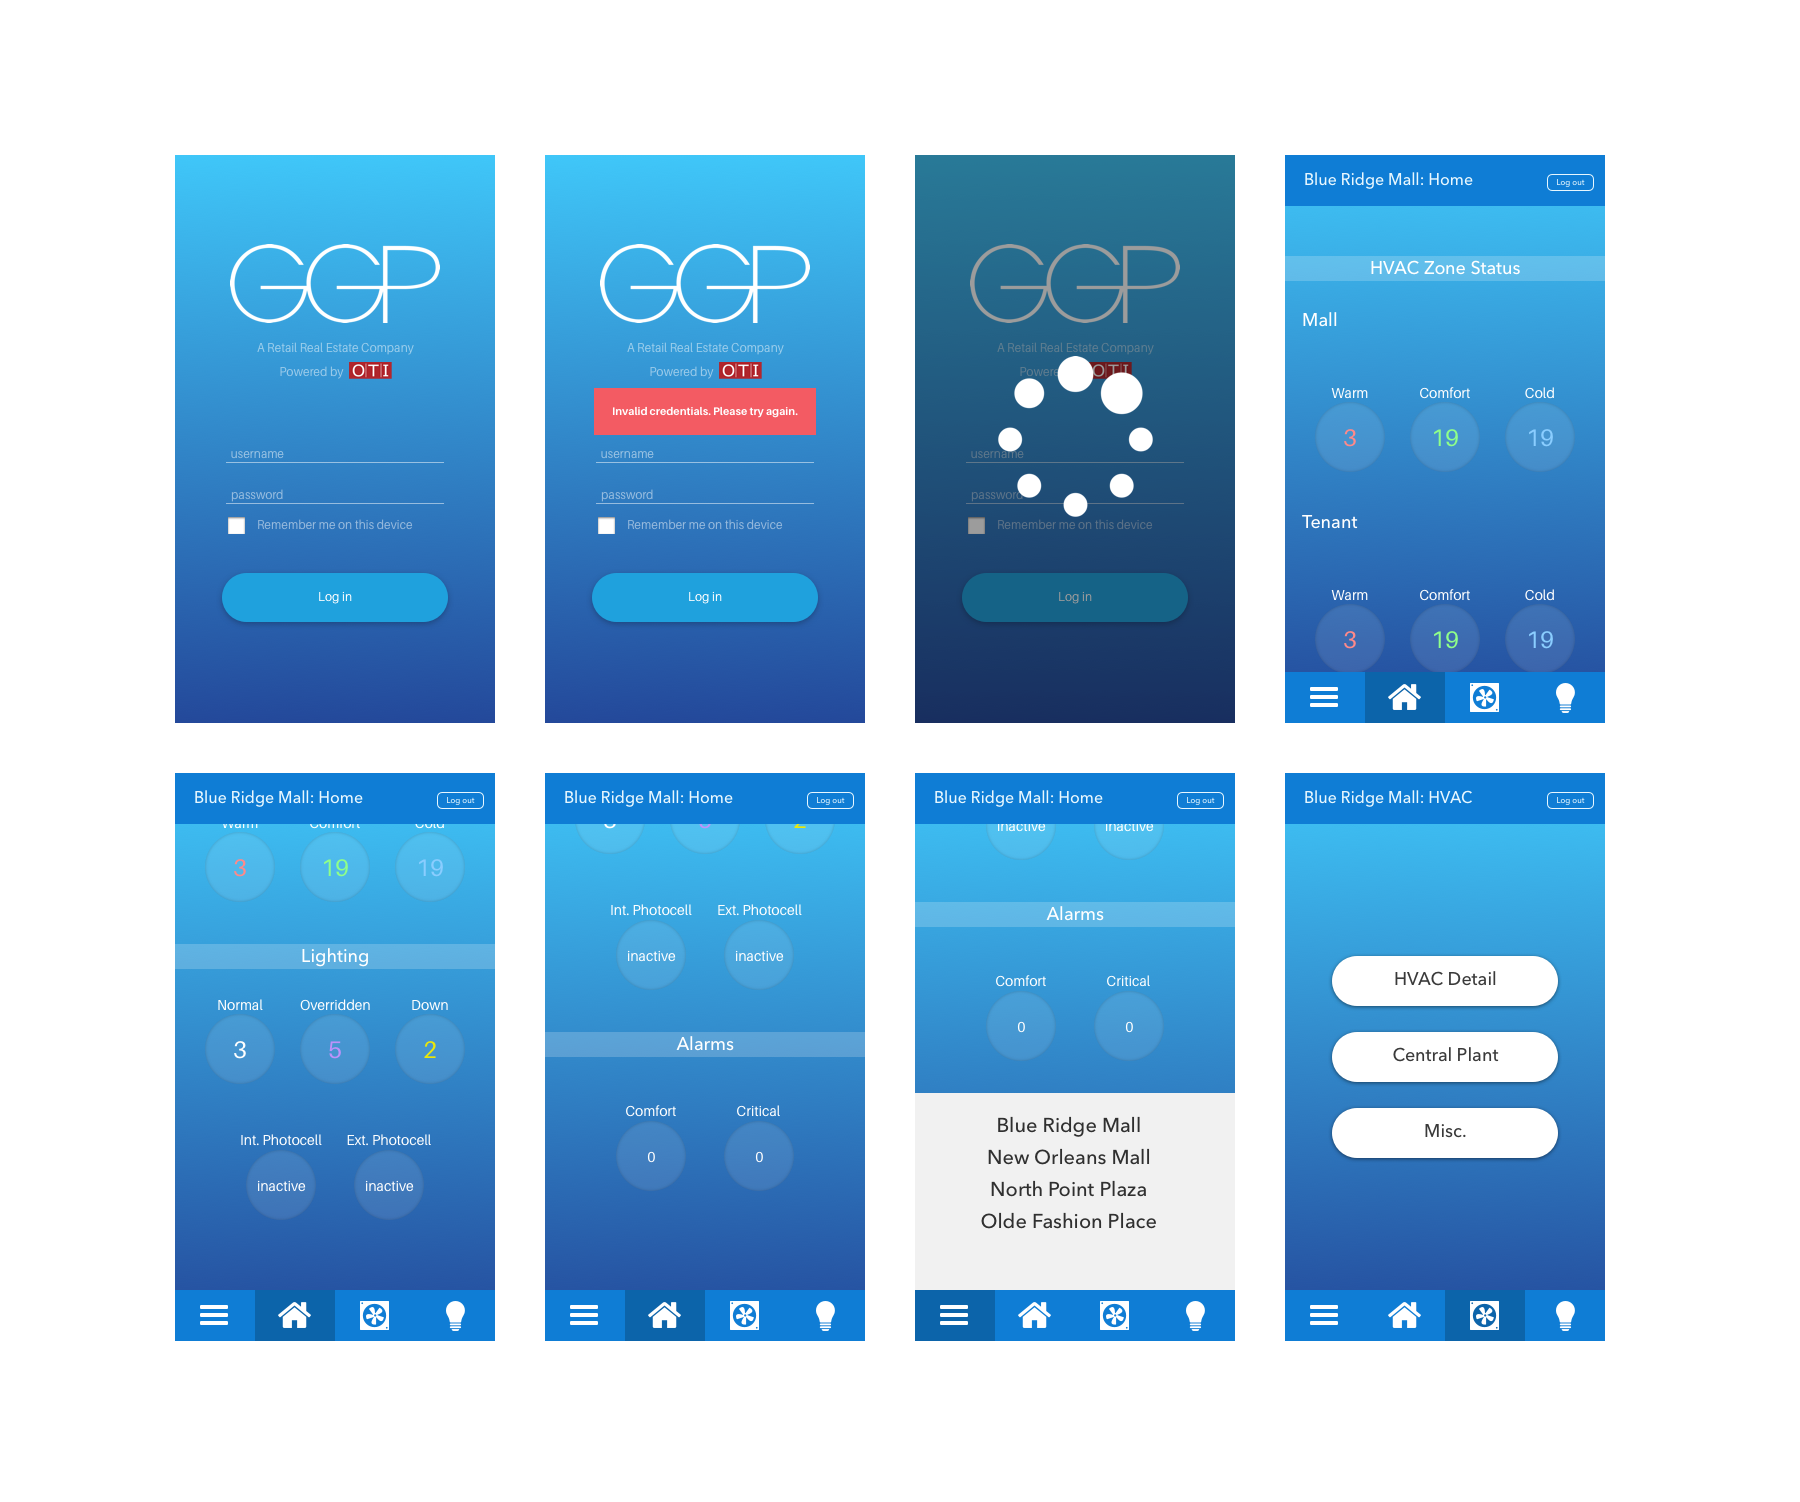 GGP
A Retail Real Estate Company
Powered by OTI
username
password
Remember me on this device
Log in
GGP
A Retail Real Estate Company
Powered by OTI
Invalid credentials. Please try again.
username
password
Remember me on this device
Log in
GGP
A Retail Real Estate Company
Powere OTI
username
password
Remember me on this device
Log in
Blue Ridge Mall: Home
Log out
HVAC Zone Status
Mall
Warm Comfort Cold
3 19 19
Tenant
Warm Comfort Cold
3 19 19
Blue Ridge Mall: Home
Log out
Warm Comfort Cold
3 19 19
Lighting
Normal Overridden Down
3 5 2
Int. Photocell Ext. Photocell
inactive inactive
Blue Ridge Mall: Home
Log out
3 5 2
Int. Photocell Ext. Photocell
inactive inactive
Alarms
Comfort Critical
0 0
Blue Ridge Mall: Home
Log out
inactive inactive
Alarms
Comfort Critical
0 0
Blue Ridge Mall
New Orleans Mall
North Point Plaza
Olde Fashion Place
Blue Ridge Mall: HVAC
Log out
HVAC Detail
Central Plant
Misc.